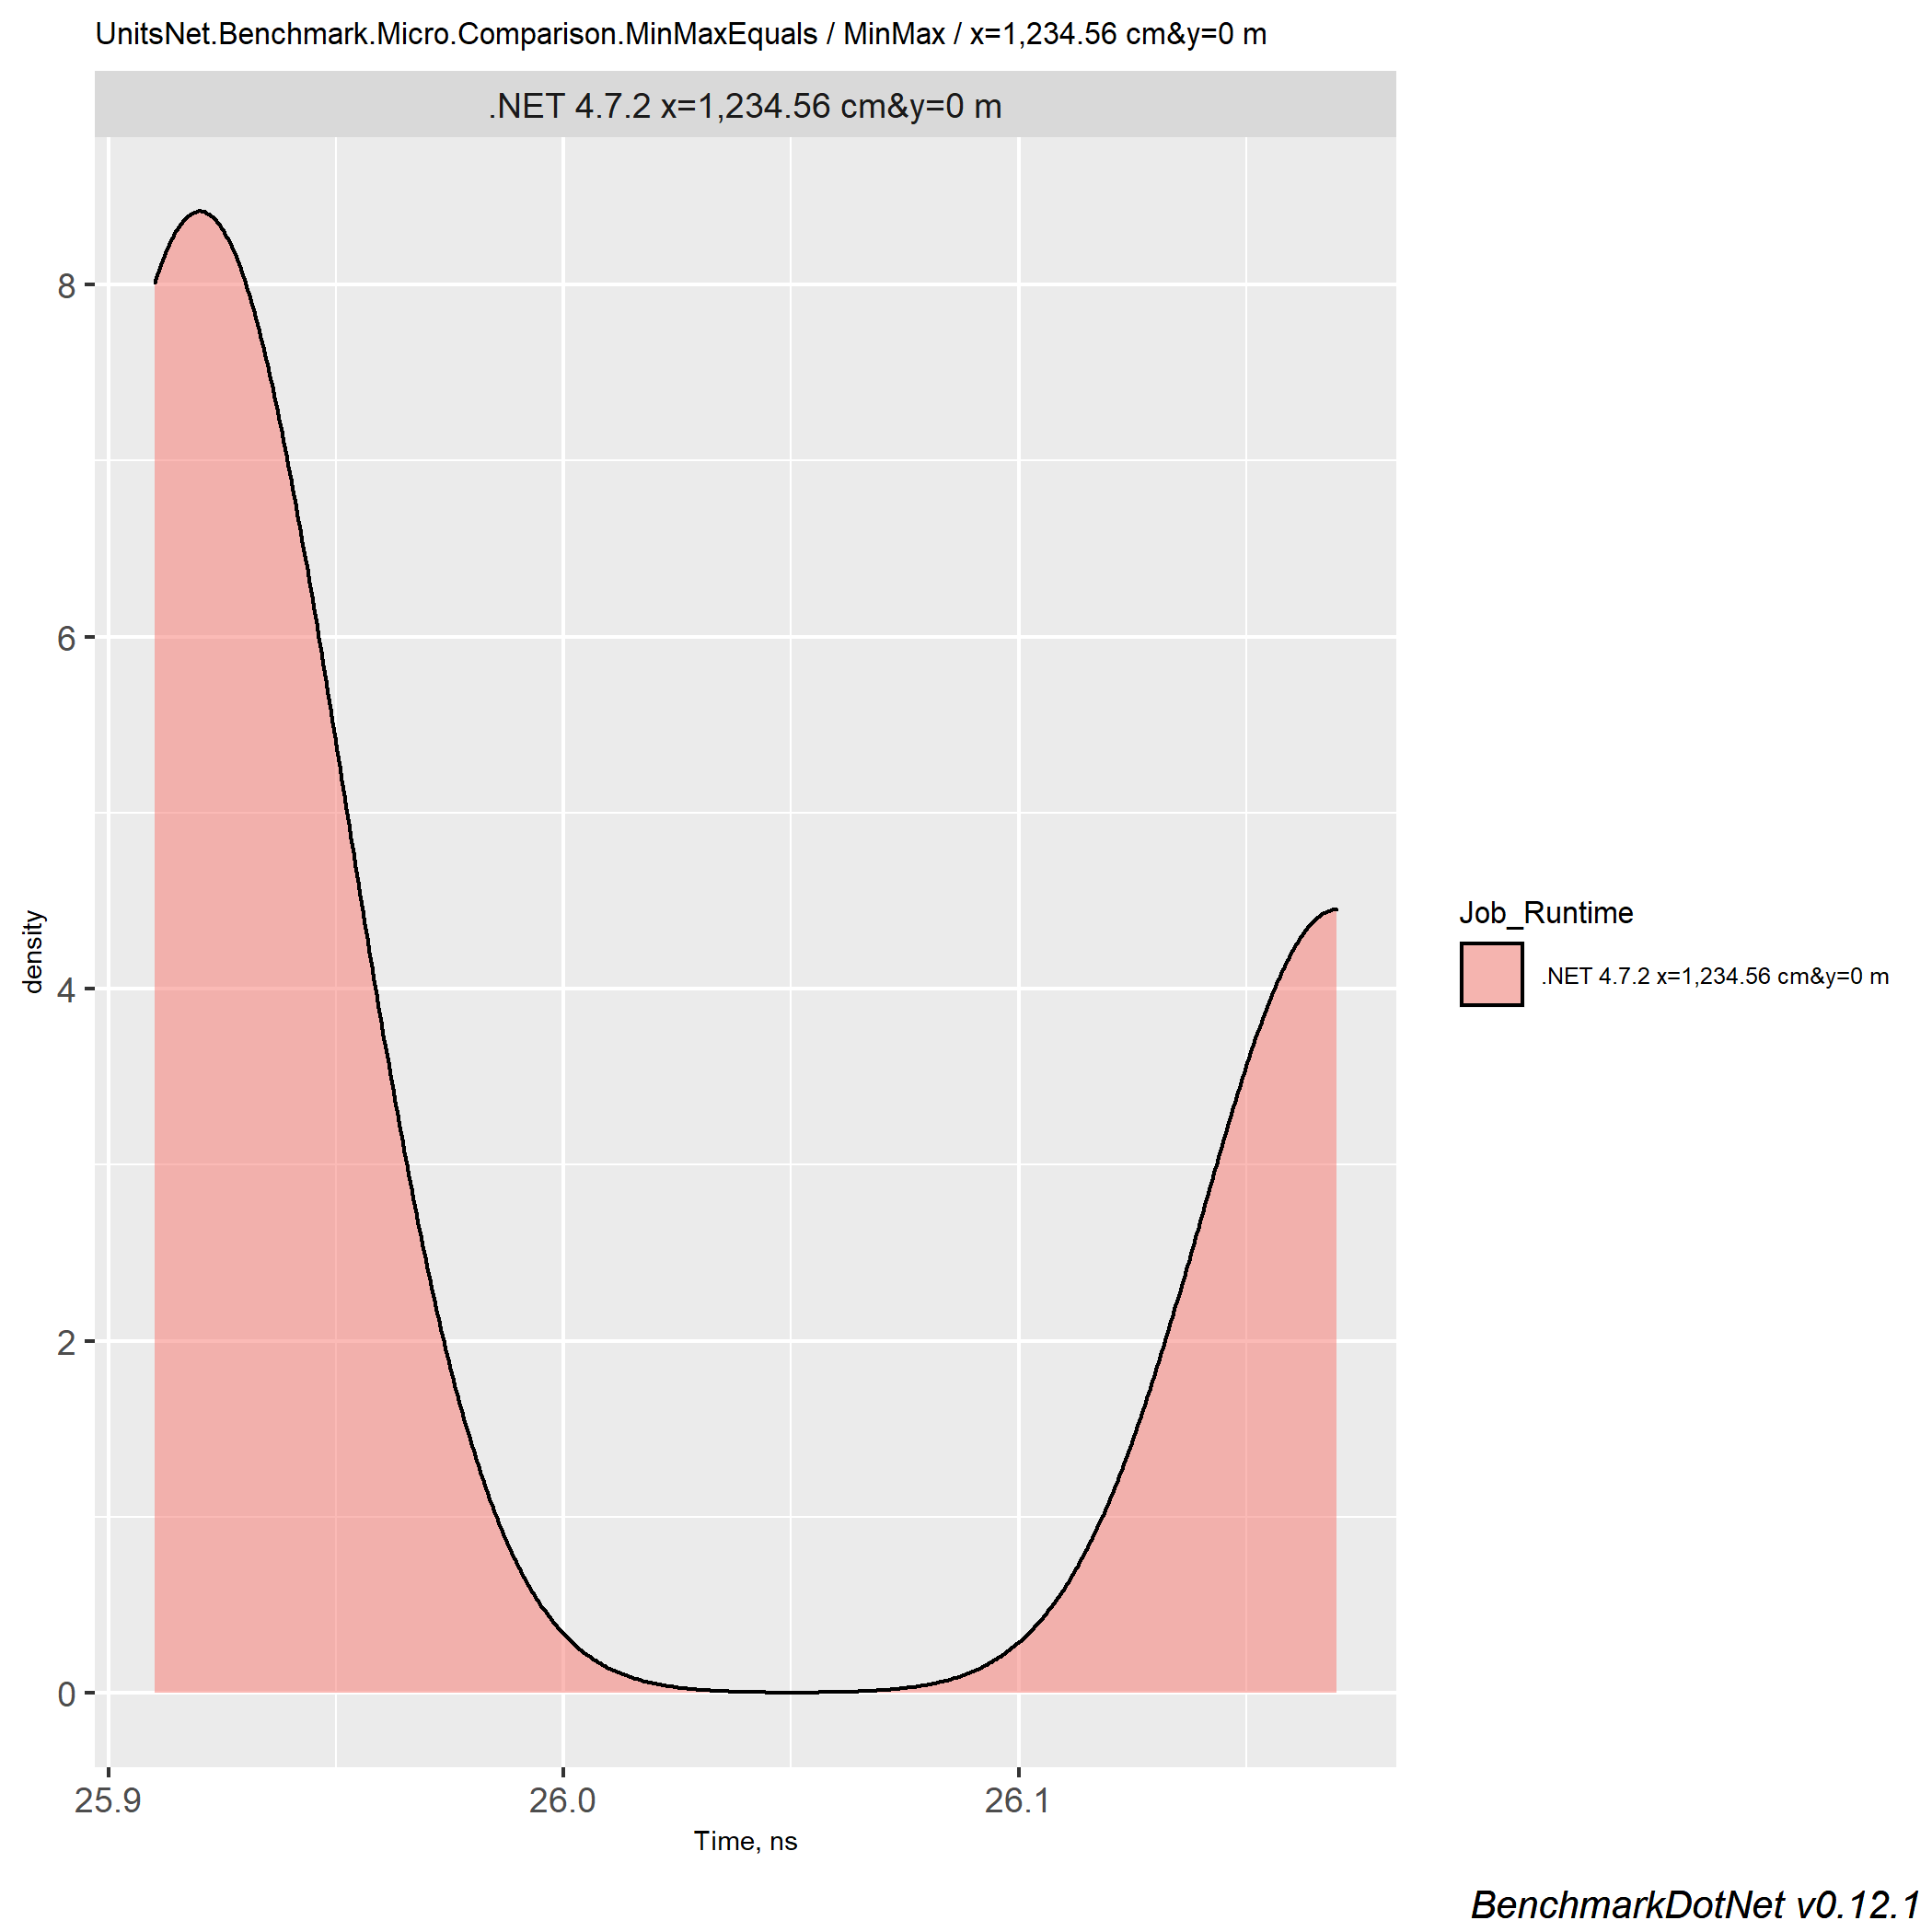 UnitsNet.Benchmark.Micro.Comparison.MinMaxEquals / MinMax / x=1,234.56 cm&y=0 m
.NET 4.7.2 x=1,234.56 cm&y=0 m
8
6
4
2
0
density
25.9 26.0 26.1
Time, ns
Job_Runtime
.NET 4.7.2 x=1,234.56 cm&y=0 m
BenchmarkDotNet v0.12.1